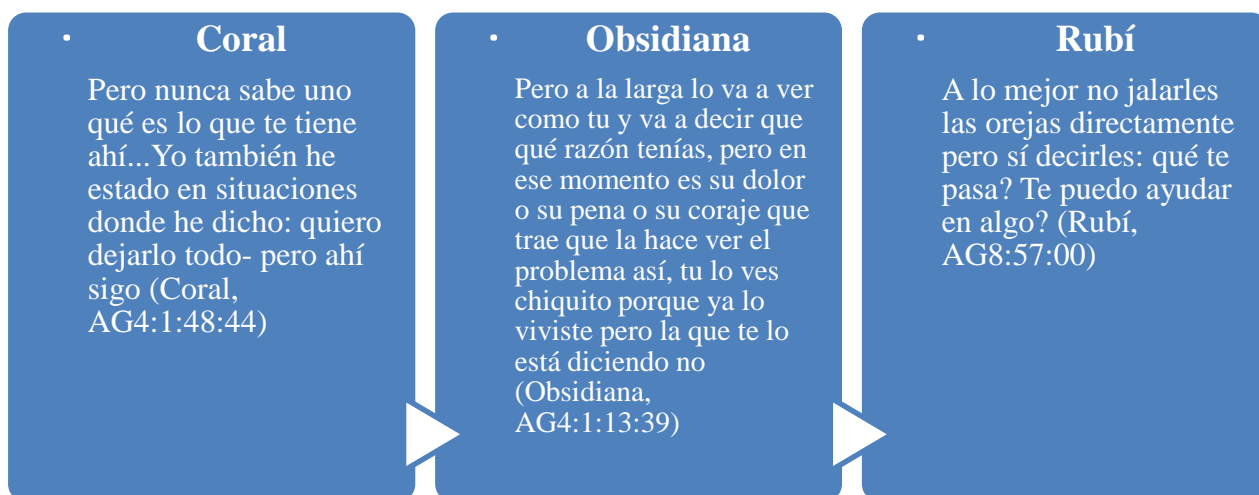 · Coral
Pero nunca sabe uno
qué es lo que te tiene
ahí...Yo también he
estado en situaciones
donde he dicho: quiero
dejarlo todo- pero ahí
sigo (Coral,
AG4:1:48:44)
· Obsidiana
Pero a la larga lo va a ver
como tu y va a decir que
qué razón tenías, pero en
ese momento es su dolor
o su pena o su coraje que
trae que la hace ver el
problema así, tu lo ves
chiquito porque ya lo
viviste pero la que te lo
está diciendo no
(Obsidiana,
AG4:1:13:39)
· Rubí
A lo mejor no jalarles
las orejas directamente
pero sí decirles: qué te
pasa? Te puedo ayudar
en algo? (Rubí,
AG8:57:00)